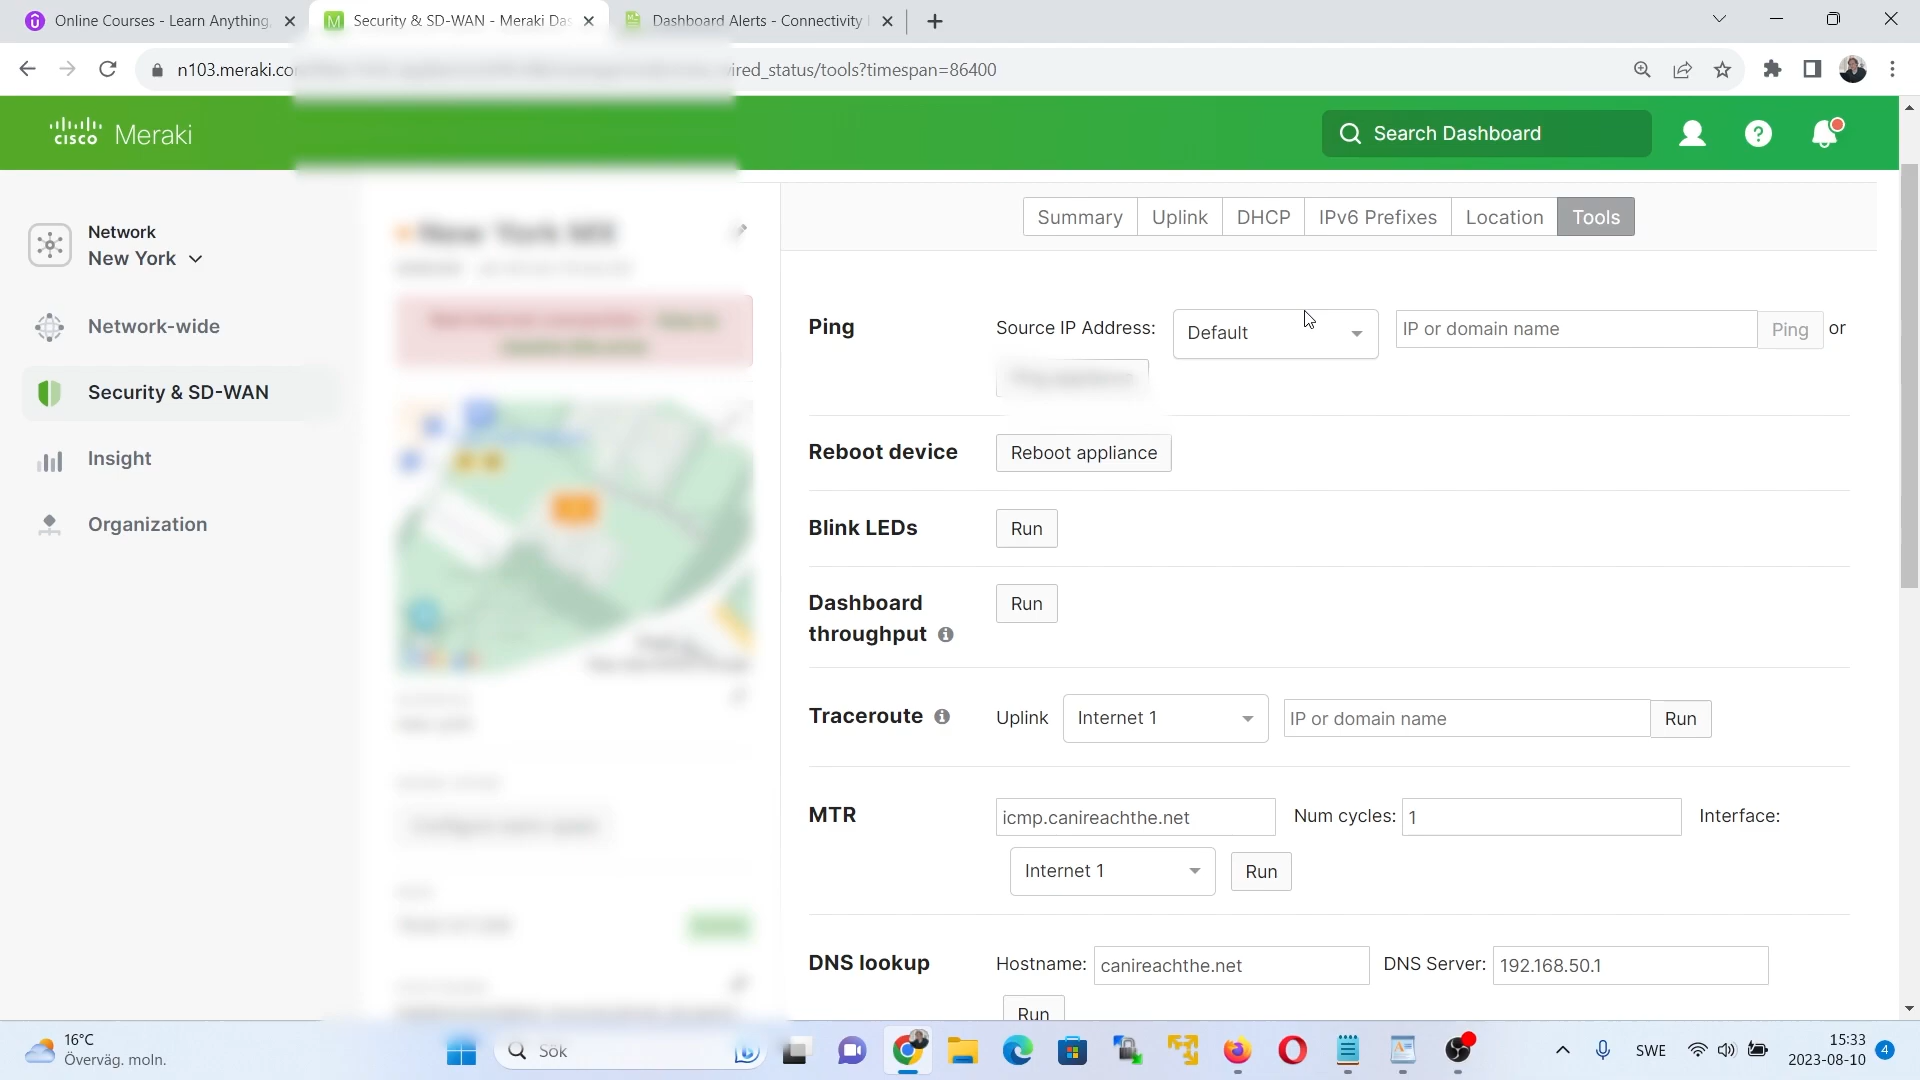 Online Courses - Learn Anything,
Security & SD-WAN - Meraki Das
Dashboard Alerts - Connectivity
n103.meraki.co
ired_status/tools?timespan=86400
cisco Meraki
Search Dashboard
Network
New York
Network-wide
Security & SD-WAN
Insight
Organization
New York MX
Summary
Uplink
DHCP
IPv6 Prefixes
Location
Tools
Ping
Source IP Address:
Default
IP or domain name
Ping
or
Reboot device
Reboot appliance
Blink LEDs
Run
Dashboard
throughput
Run
Traceroute
Uplink
Internet 1
IP or domain name
Run
MTR
icmp.canireachthe.net
Num cycles:
1
Interface:
Internet 1
Run
DNS lookup
Hostname:
canireachthe.net
DNS Server:
192.168.50.1
Run
16°C
Överväg. moln.
Sök
SWE
15:33
2023-08-10
4